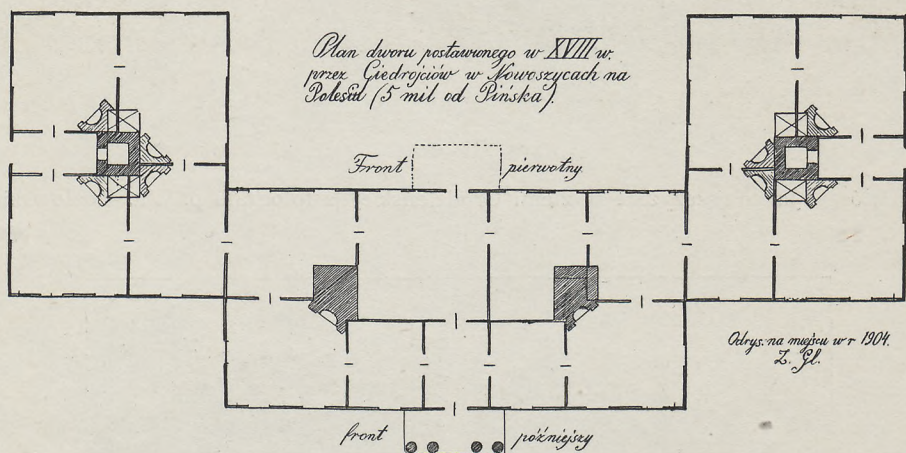 Plan dworu postawionego w XVIII w.
przez Giedrojciów w Nowoszycach na
Polesiu (5 mil od Pińska).
Front pierwotny
Odrys. na miejscu w r 1904.
Z. Gl.
front późniejszy